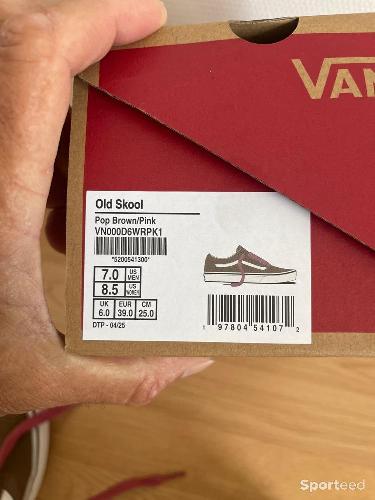 VAN
Old Skool
Pop Brown/Pink
VN000D6WRPK1
*5200541300*
7.0 US MEN
8.5 US WOMEN
UK EUR CM
6.0 39.0 25.0
DTP - 04/25
1 97804 54107 2
Sporteed